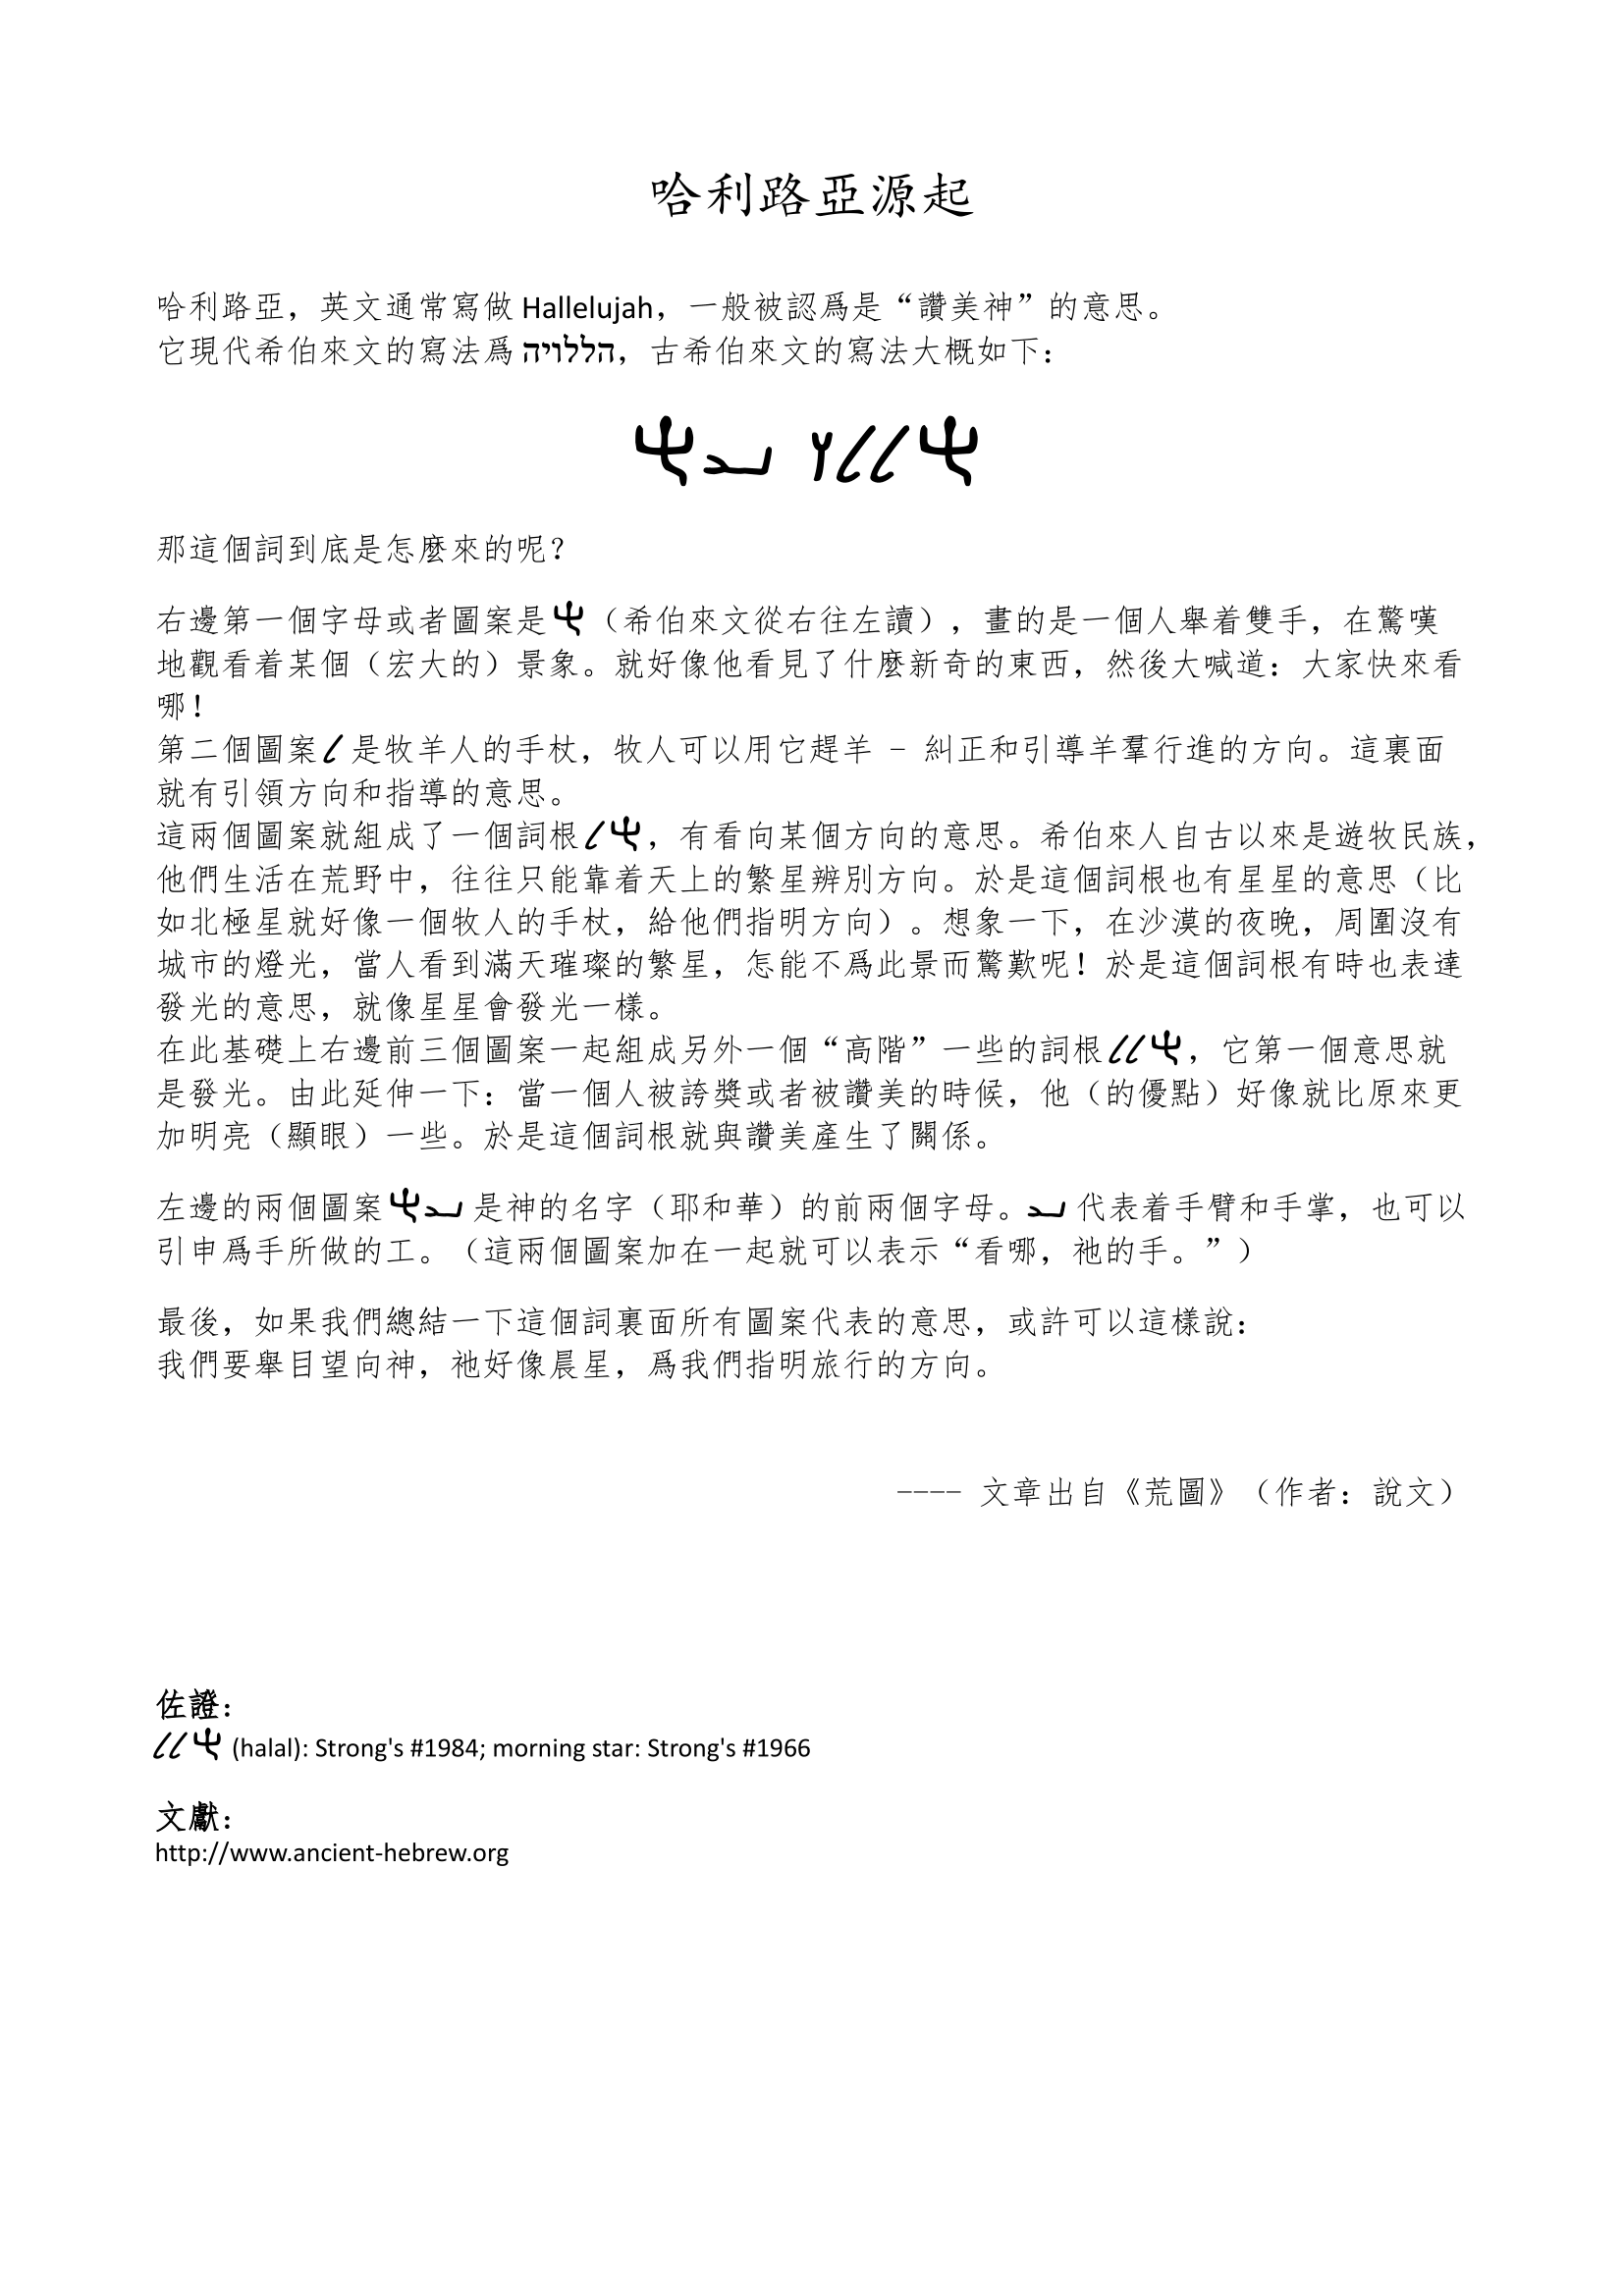 哈利路亞源起
哈利路亞，英文通常寫做 Hallelujah，一般被認爲是“讚美神”的意思。
它現代希伯來文的寫法爲 הללויה，古希伯來文的寫法大概如下：
那這個詞到底是怎麼來的呢？
右邊第一個字母或者圖案是（希伯來文從右往左讀），畫的是一個人舉着雙手，在驚嘆
地觀看着某個（宏大的）景象。就好像他看見了什麼新奇的東西，然後大喊道：大家快來看
哪！
第二個圖案 是牧羊人的手杖，牧人可以用它趕羊 - 糾正和引導羊羣行進的方向。這裏面
就有引領方向和指導的意思。
這兩個圖案就組成了一個詞根，有看向某個方向的意思。希伯來人自古以來是遊牧民族，
他們生活在荒野中，往往只能靠着天上的繁星辨別方向。於是這個詞根也有星星的意思（比
如北極星就好像一個牧人的手杖，給他們指明方向）。想象一下，在沙漠的夜晚，周圍沒有
城市的燈光，當人看到滿天璀璨的繁星，怎能不爲此景而驚歎呢！於是這個詞根有時也表達
發光的意思，就像星星會發光一樣。
在此基礎上右邊前三個圖案一起組成另外一個“高階”一些的詞根，它第一個意思就
是發光。由此延伸一下：當一個人被誇獎或者被讚美的時候，他（的優點）好像就比原來更
加明亮（顯眼）一些。於是這個詞根就與讚美產生了關係。
左邊的兩個圖案 是神的名字（耶和華）的前兩個字母。 代表着手臂和手掌，也可以
引申爲手所做的工。（這兩個圖案加在一起就可以表示“看哪，祂的手。”）
最後，如果我們總結一下這個詞裏面所有圖案代表的意思，或許可以這樣說：
我們要舉目望向神，祂好像晨星，爲我們指明旅行的方向。
---- 文章出自《荒圖》（作者：說文）
佐證：
(halal): Strong's #1984; morning star: Strong's #1966
文獻：
http://www.ancient-hebrew.org